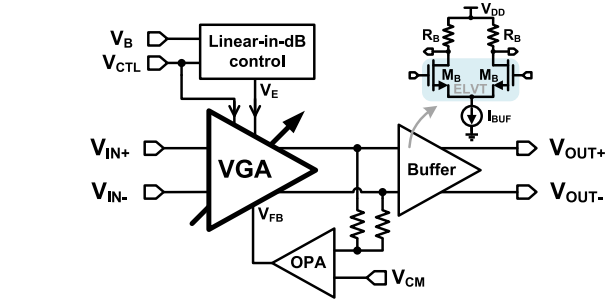 V_B
V_CTL
Linear-in-dB
control
V_E
V_DD
R_B
R_B
M_B
M_B
ELVT
I_BUF
V_IN+
V_IN-
VGA
V_FB
Buffer
V_OUT+
V_OUT-
OPA
V_CM